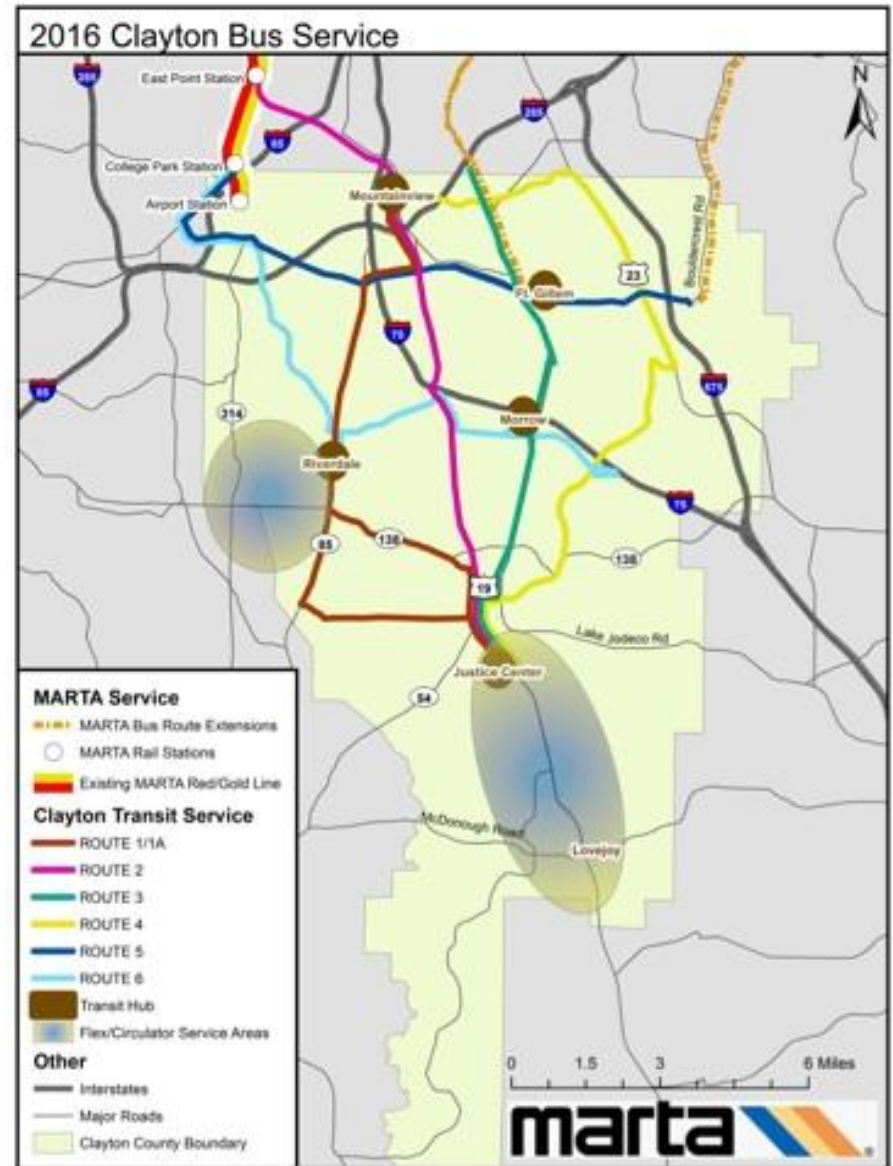 2016 Clayton Bus Service
N
East Point Station
285
85
285
College Park Station
Airport Station
Mountainview
Bouldercrest Rd
23
Ft. Gillem
75
85
675
314
Morrow
Riverdale
75
85
138
138
19
Lake Jodeco Rd
Justice Center
54
McDonough Road
Lovejoy
MARTA Service
MARTA Bus Route Extensions
MARTA Rail Stations
Existing MARTA Red/Gold Line
Clayton Transit Service
ROUTE 1/1A
ROUTE 2
ROUTE 3
ROUTE 4
ROUTE 5
ROUTE 6
Transit Hub
Flex/Circulator Service Areas
Other
Interstates
Major Roads
Clayton County Boundary
0 1.5 3 6 Miles
marta